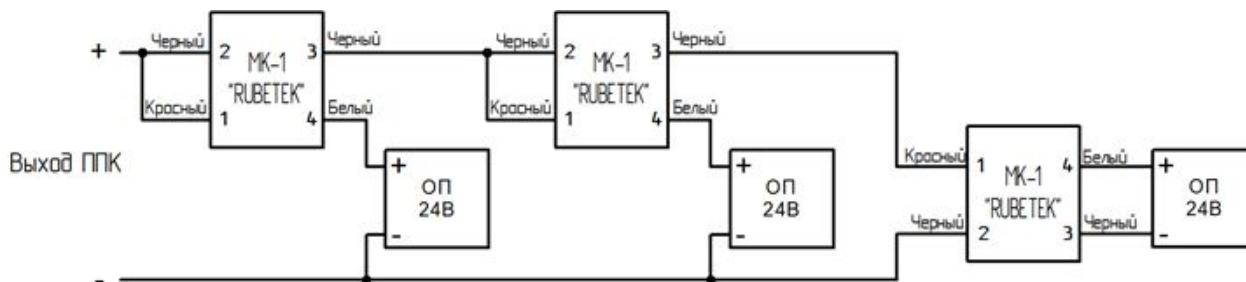 +
Черный
2
3
Черный
МК-1
"RUBETEK"
Красный
1
4
Белый
Черный
2
3
Черный
МК-1
"RUBETEK"
Красный
1
4
Белый
Выход ППК
+
ОП
24В
-
+
ОП
24В
-
Красный
1
4
Белый
МК-1
"RUBETEK"
Черный
2
3
Черный
+
ОП
24В
-
-